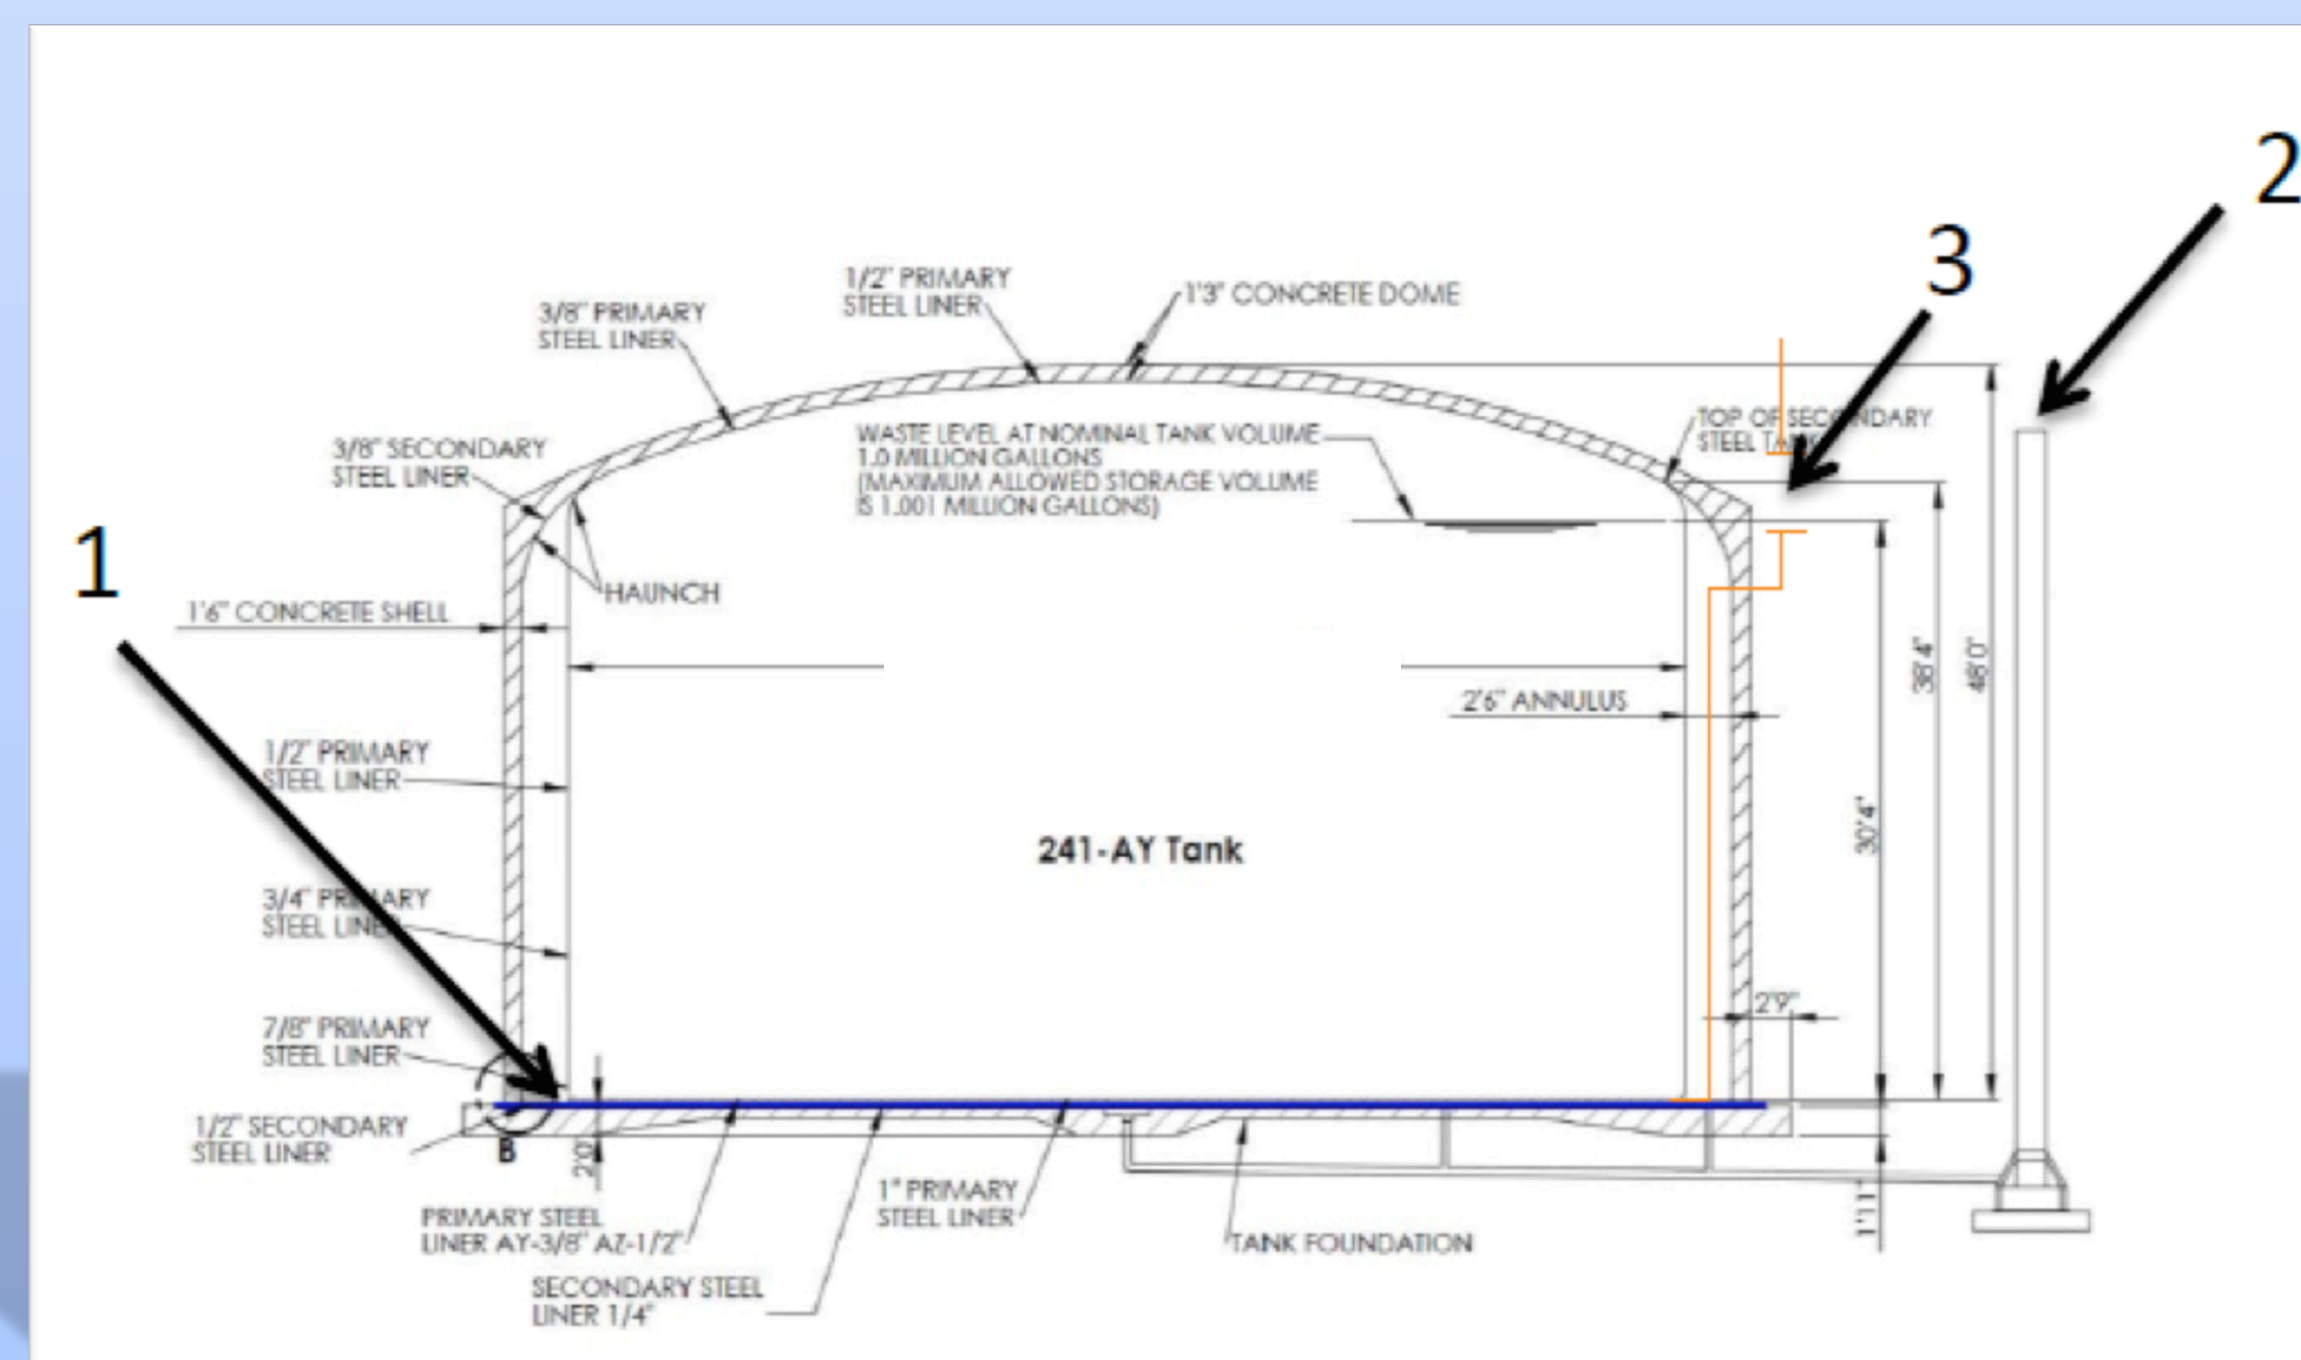 2
3
1/2" PRIMARY
STEEL LINER
1'3" CONCRETE DOME
3/8" PRIMARY
STEEL LINER
TOP OF SECONDARY
STEEL TANK
WASTE LEVEL AT NOMINAL TANK VOLUME
1.0 MILLION GALLONS
(MAXIMUM ALLOWED STORAGE VOLUME
IS 1.001 MILLION GALLONS)
3/8" SECONDARY
STEEL LINER
1
HAUNCH
1'6" CONCRETE SHELL
38'4"
48'0"
2'6" ANNULUS
1/2" PRIMARY
STEEL LINER
30'4"
241-AY Tank
3/4" PRIMARY
STEEL LINER
2'9"
7/8" PRIMARY
STEEL LINER
1/2" SECONDARY
STEEL LINER
B
2'0"
1" PRIMARY
STEEL LINER
1'11"
PRIMARY STEEL
LINER AY-3/8" AZ-1/2"
TANK FOUNDATION
SECONDARY STEEL
LINER 1/4"